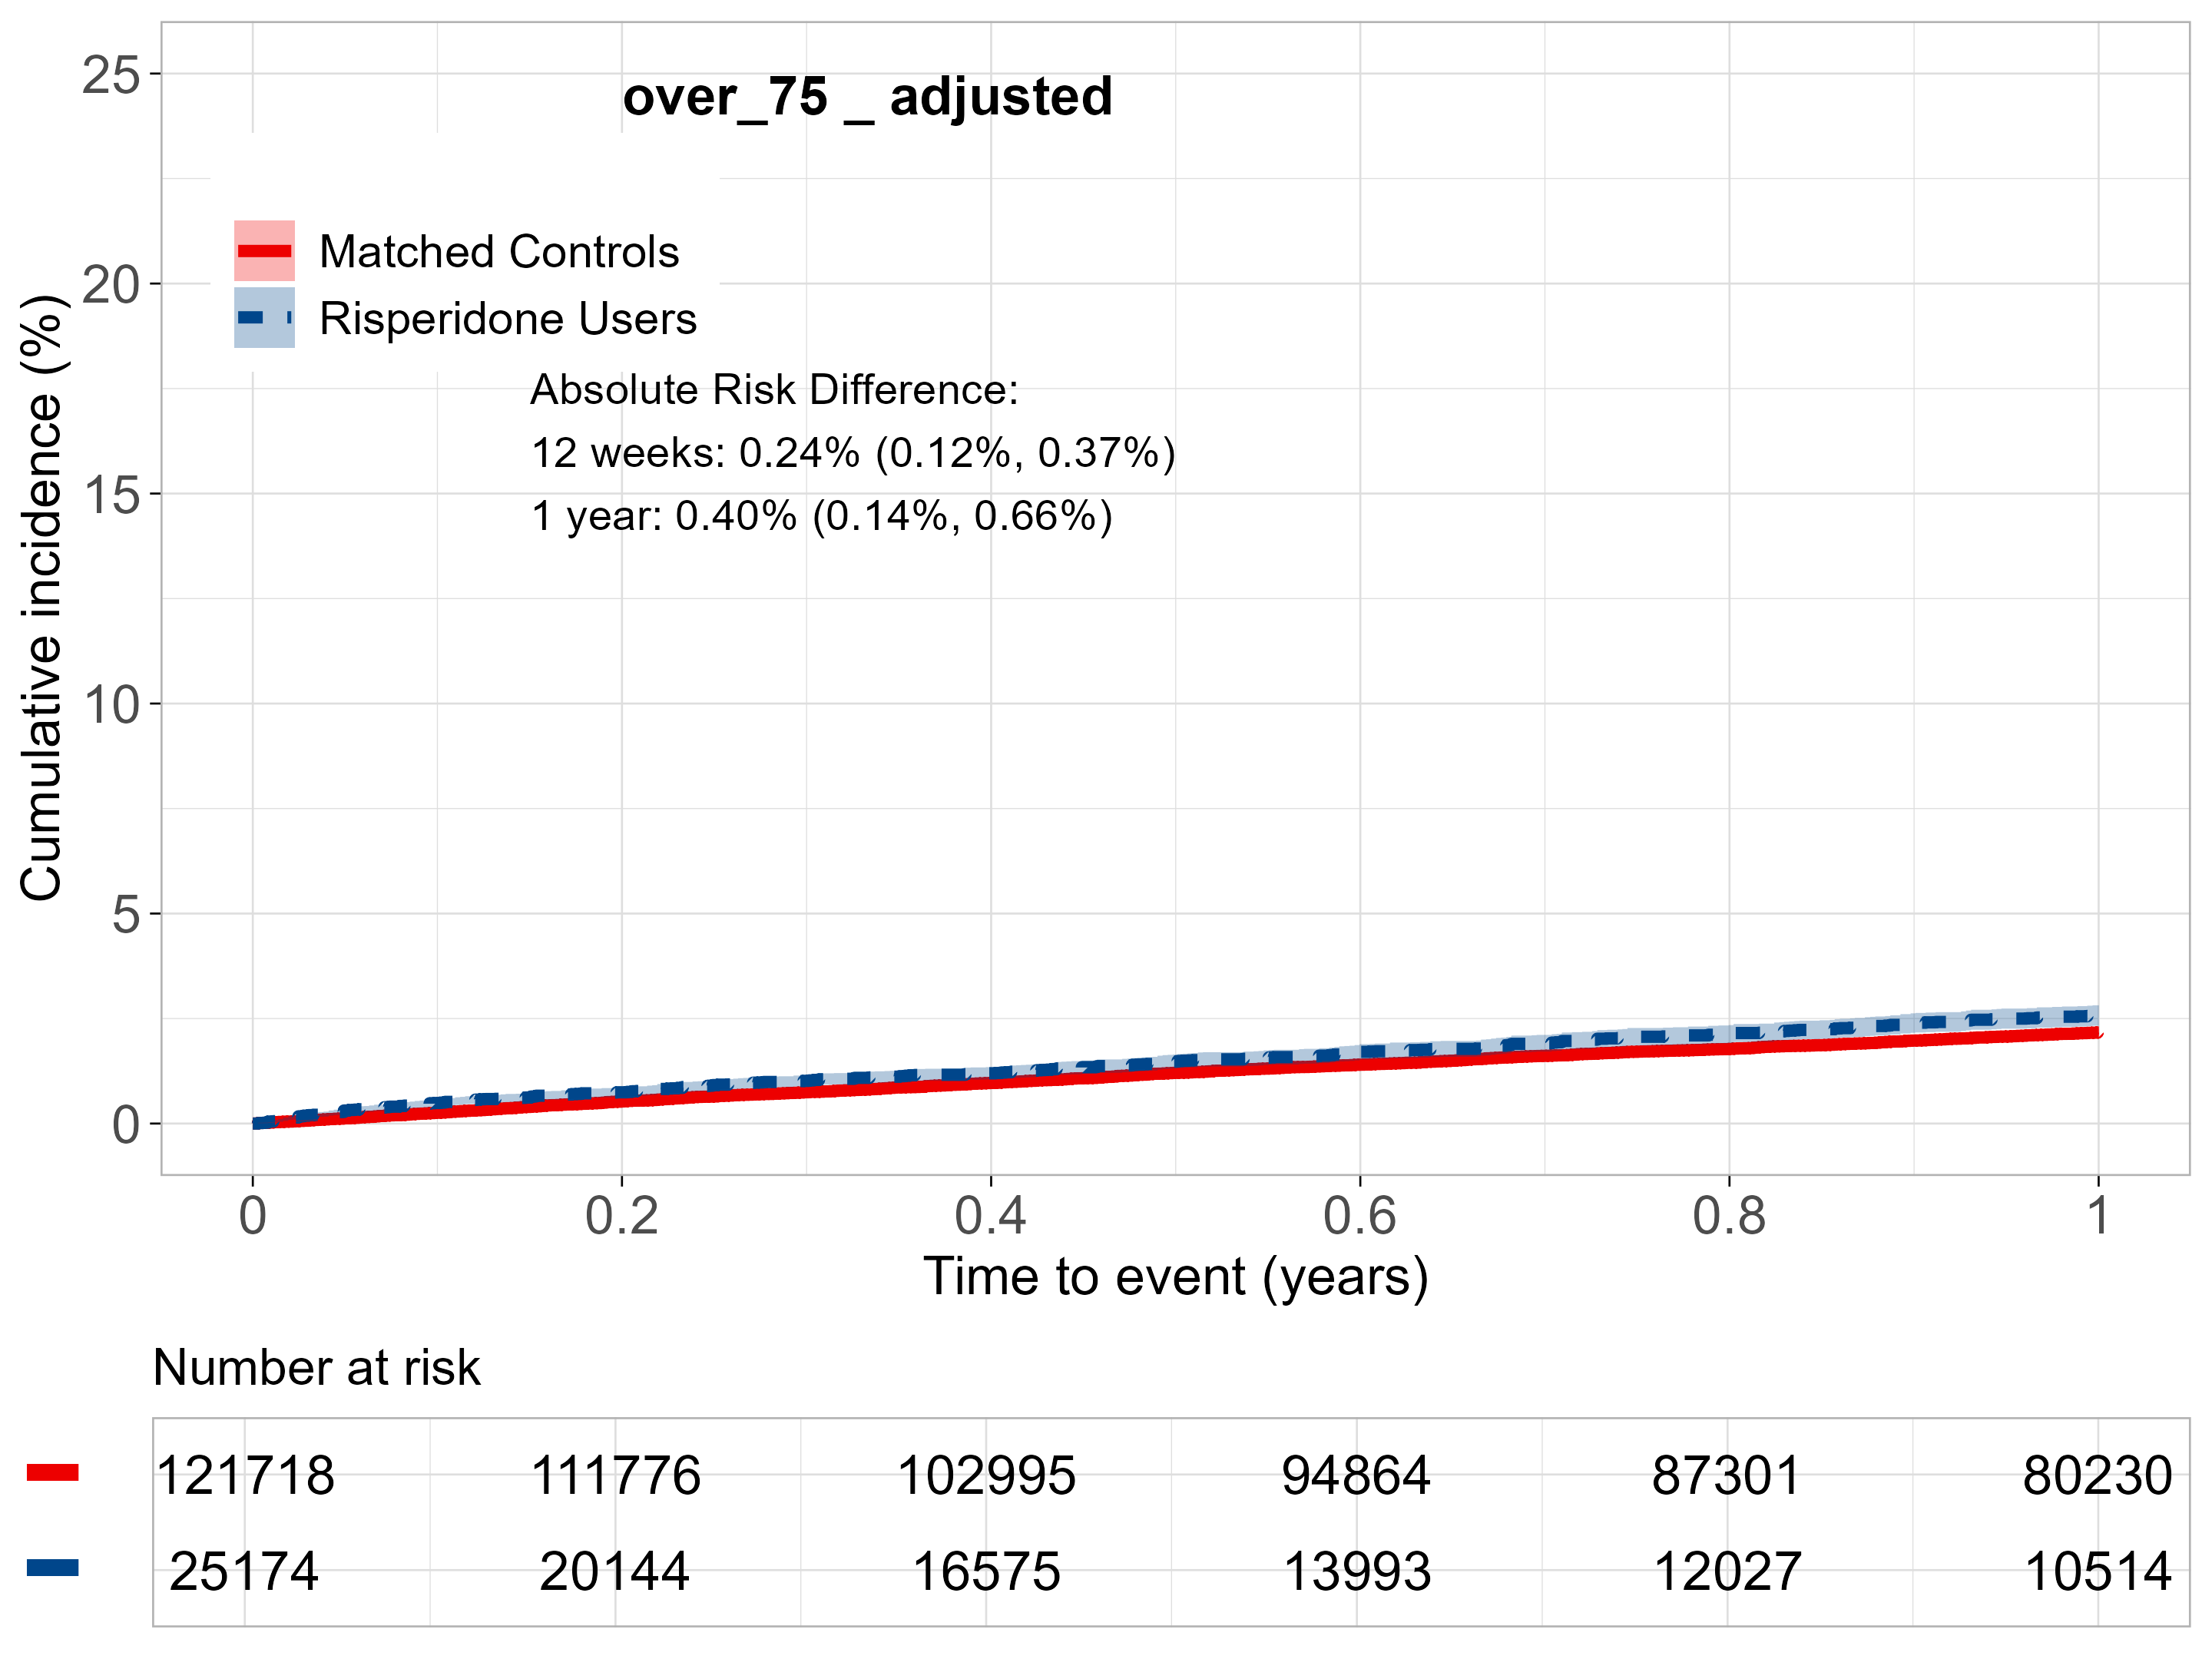 over_75 _ adjusted
Matched Controls
Risperidone Users
Absolute Risk Difference:
12 weeks: 0.24% (0.12%, 0.37%)
1 year: 0.40% (0.14%, 0.66%)
Cumulative incidence (%)
25
20
15
10
5
0
0 0.2 0.4 0.6 0.8 1
Time to event (years)
Number at risk
121718 111776 102995 94864 87301 80230
25174 20144 16575 13993 12027 10514